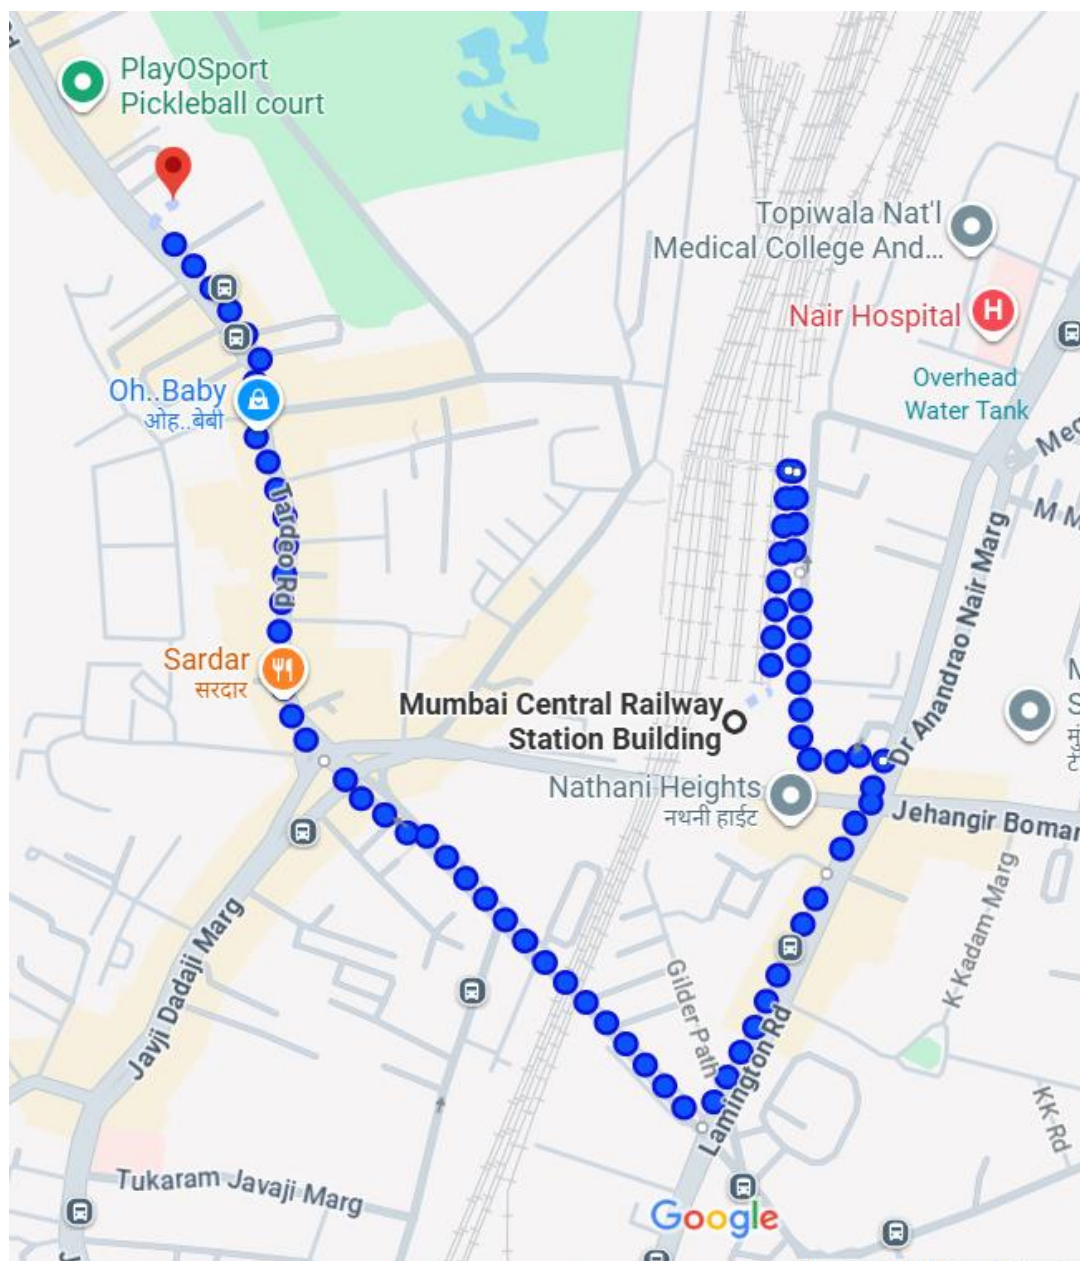 PlayOSport
Pickleball court
Topiwala Nat'l
Medical College And...
Nair Hospital
H
Overhead
Water Tank
Oh..Baby
ओह..बेबी
Tardeo Rd
Dr Anandrao Nair Marg
M M
Sardar
सरदार
Mumbai Central Railway
Station Building
Nathani Heights
नथनी हाईट
Jehangir Boman
K Kadam Marg
Javji Dadaji Marg
Gilder Path
Lamington Rd
KK Rd
Tukaram Javaji Marg
Google